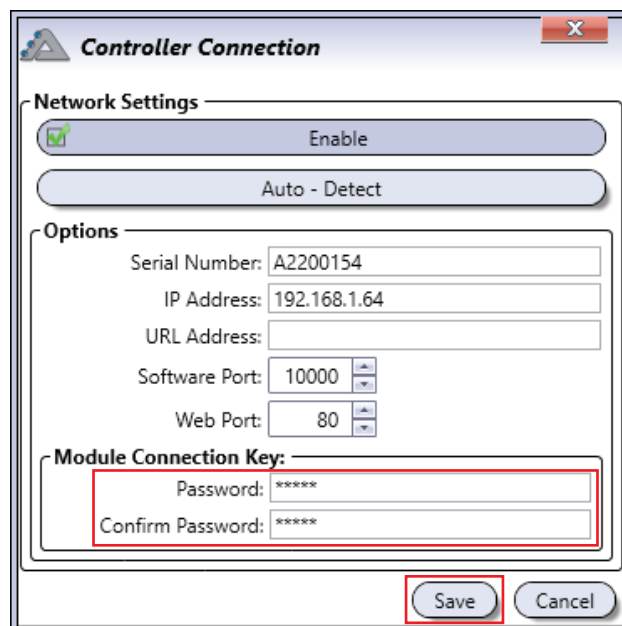 Controller Connection
x
Network Settings
Enable
Auto - Detect
Options
Serial Number: A2200154
IP Address: 192.168.1.64
URL Address:
Software Port: 10000
Web Port: 80
Module Connection Key:
Password: *****
Confirm Password: *****
Save Cancel